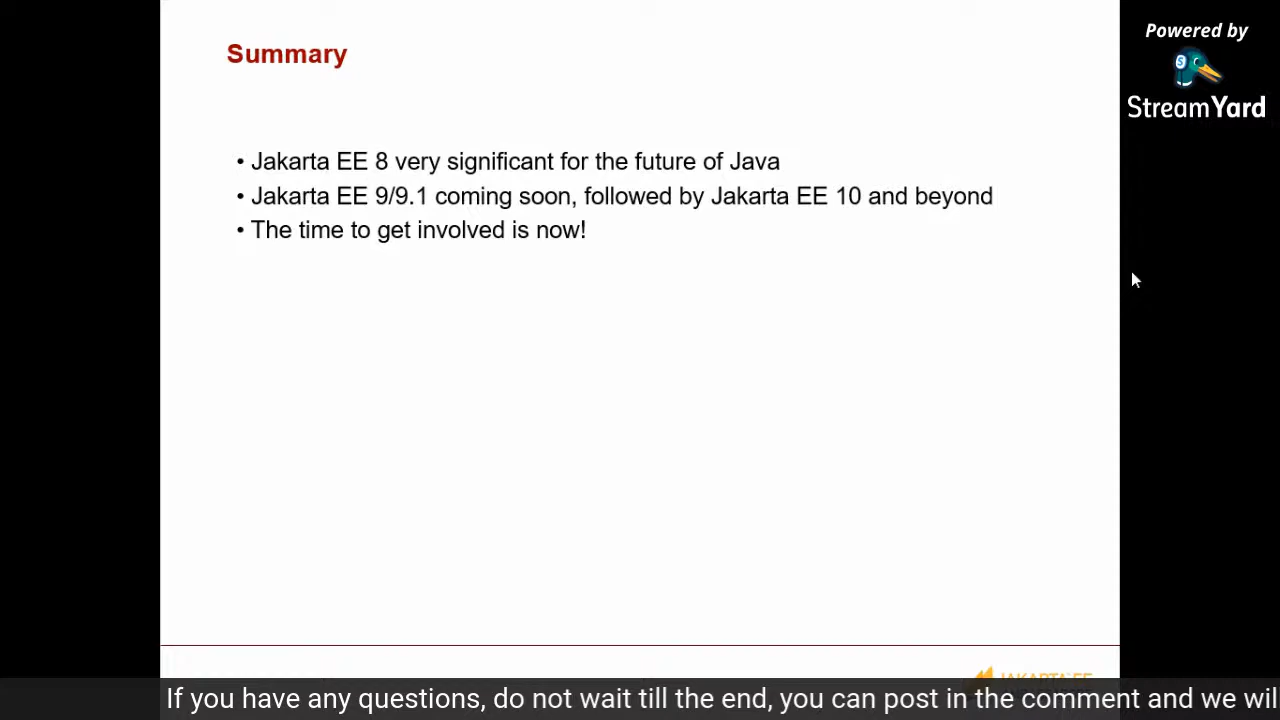 Summary
Powered by
StreamYard
• Jakarta EE 8 very significant for the future of Java
• Jakarta EE 9/9.1 coming soon, followed by Jakarta EE 10 and beyond
• The time to get involved is now!
JAKARTA EE
If you have any questions, do not wait till the end, you can post in the comment and we wil